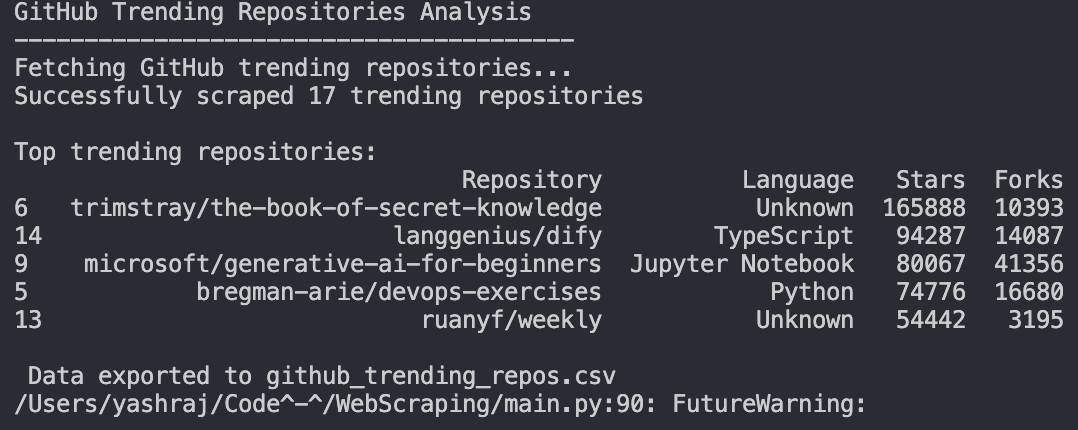 GitHub Trending Repositories Analysis
----------------------------------------
Fetching GitHub trending repositories...
Successfully scraped 17 trending repositories
Top trending repositories:
Repository Language Stars Forks
6 trimstray/the-book-of-secret-knowledge Unknown 165888 10393
14 langgenius/dify TypeScript 94287 14087
9 microsoft/generative-ai-for-beginners Jupyter Notebook 80067 41356
5 bregman-arie/devops-exercises Python 74776 16680
13 ruanyf/weekly Unknown 54442 3195
Data exported to github_trending_repos.csv
/Users/yashraj/Code^-^/WebScraping/main.py:90: FutureWarning: